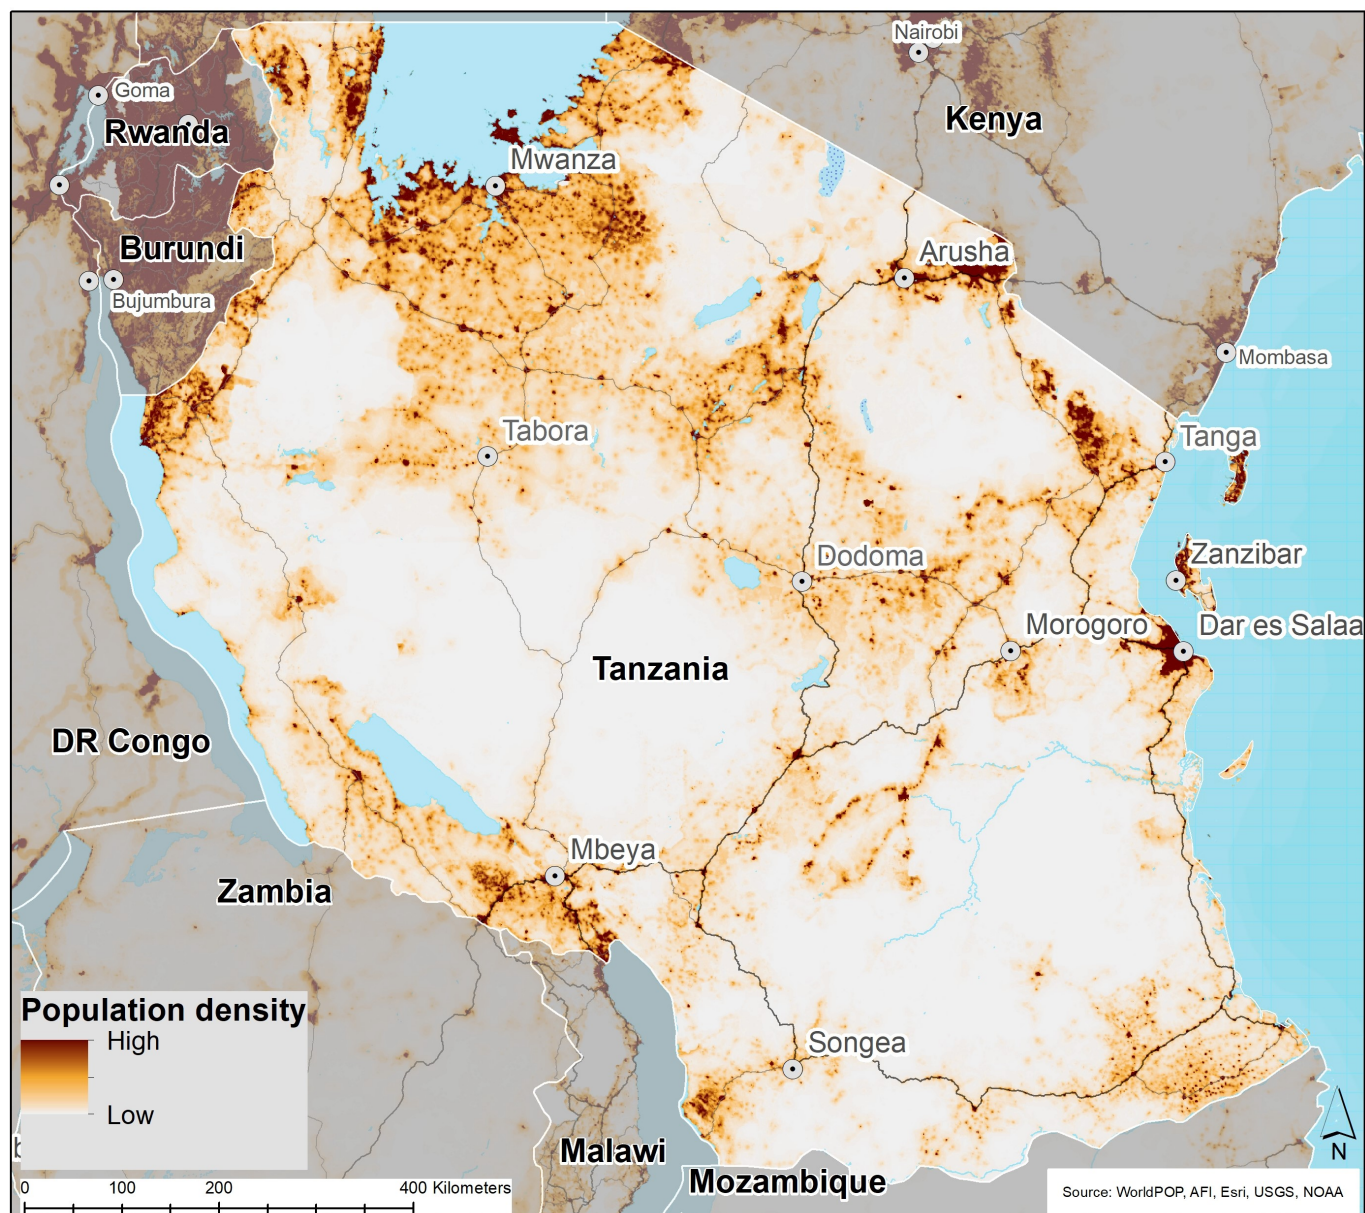 Nairobi
Goma
Rwanda
Kenya
Mwanza
Burundi
Arusha
Bujumbura
Mombasa
Tabora
Tanga
Dodoma
Zanzibar
Morogoro
Dar es Salaa
Tanzania
DR Congo
Mbeya
Zambia
Population density
High
Low
Songea
Malawi
Mozambique
N
0 100 200 400 Kilometers
Source: WorldPOP, AFI, Esri, USGS, NOAA